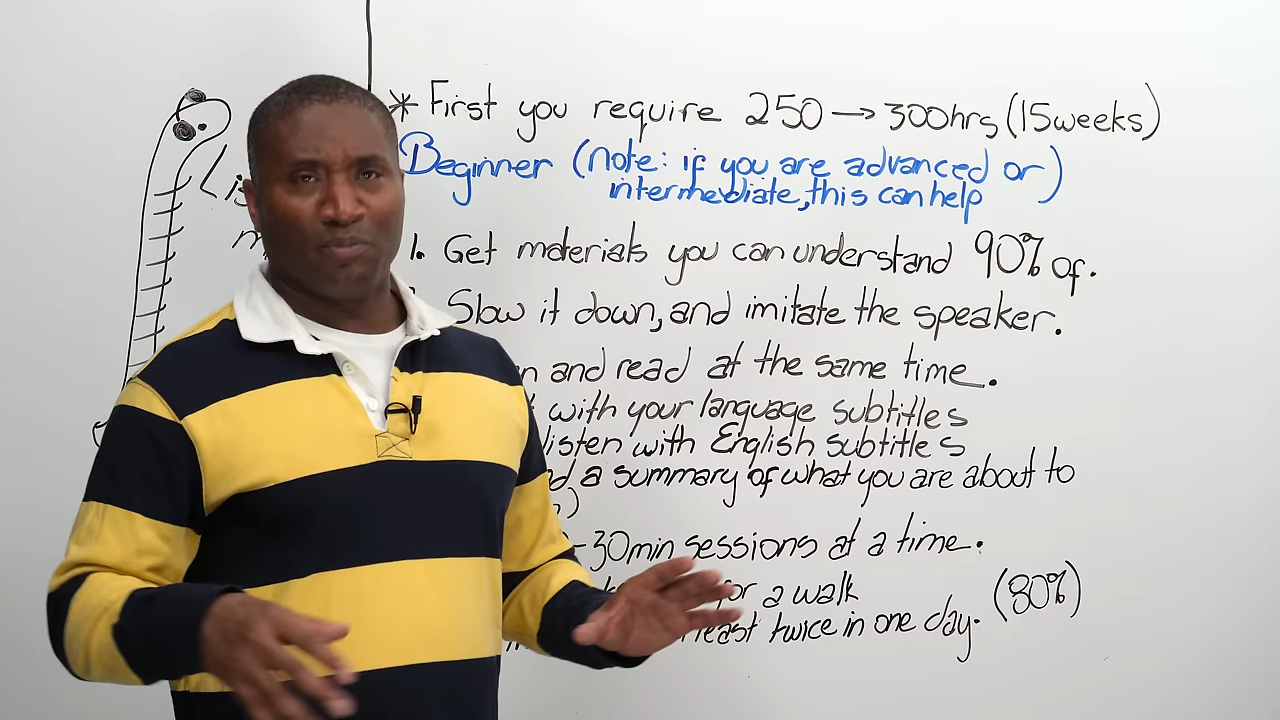 * First you require 250 → 300hrs (15weeks)
Beginner (Note: if you are advanced or)
intermediate, this can help
1. Get materials you can understand 90% of.
Slow it down, and imitate the speaker.
and read at the same time.
with your language subtitles
listen with English subtitles
a summary of what you are about to
-30min sessions at a time.
for a walk
least twice in one day. (80%)